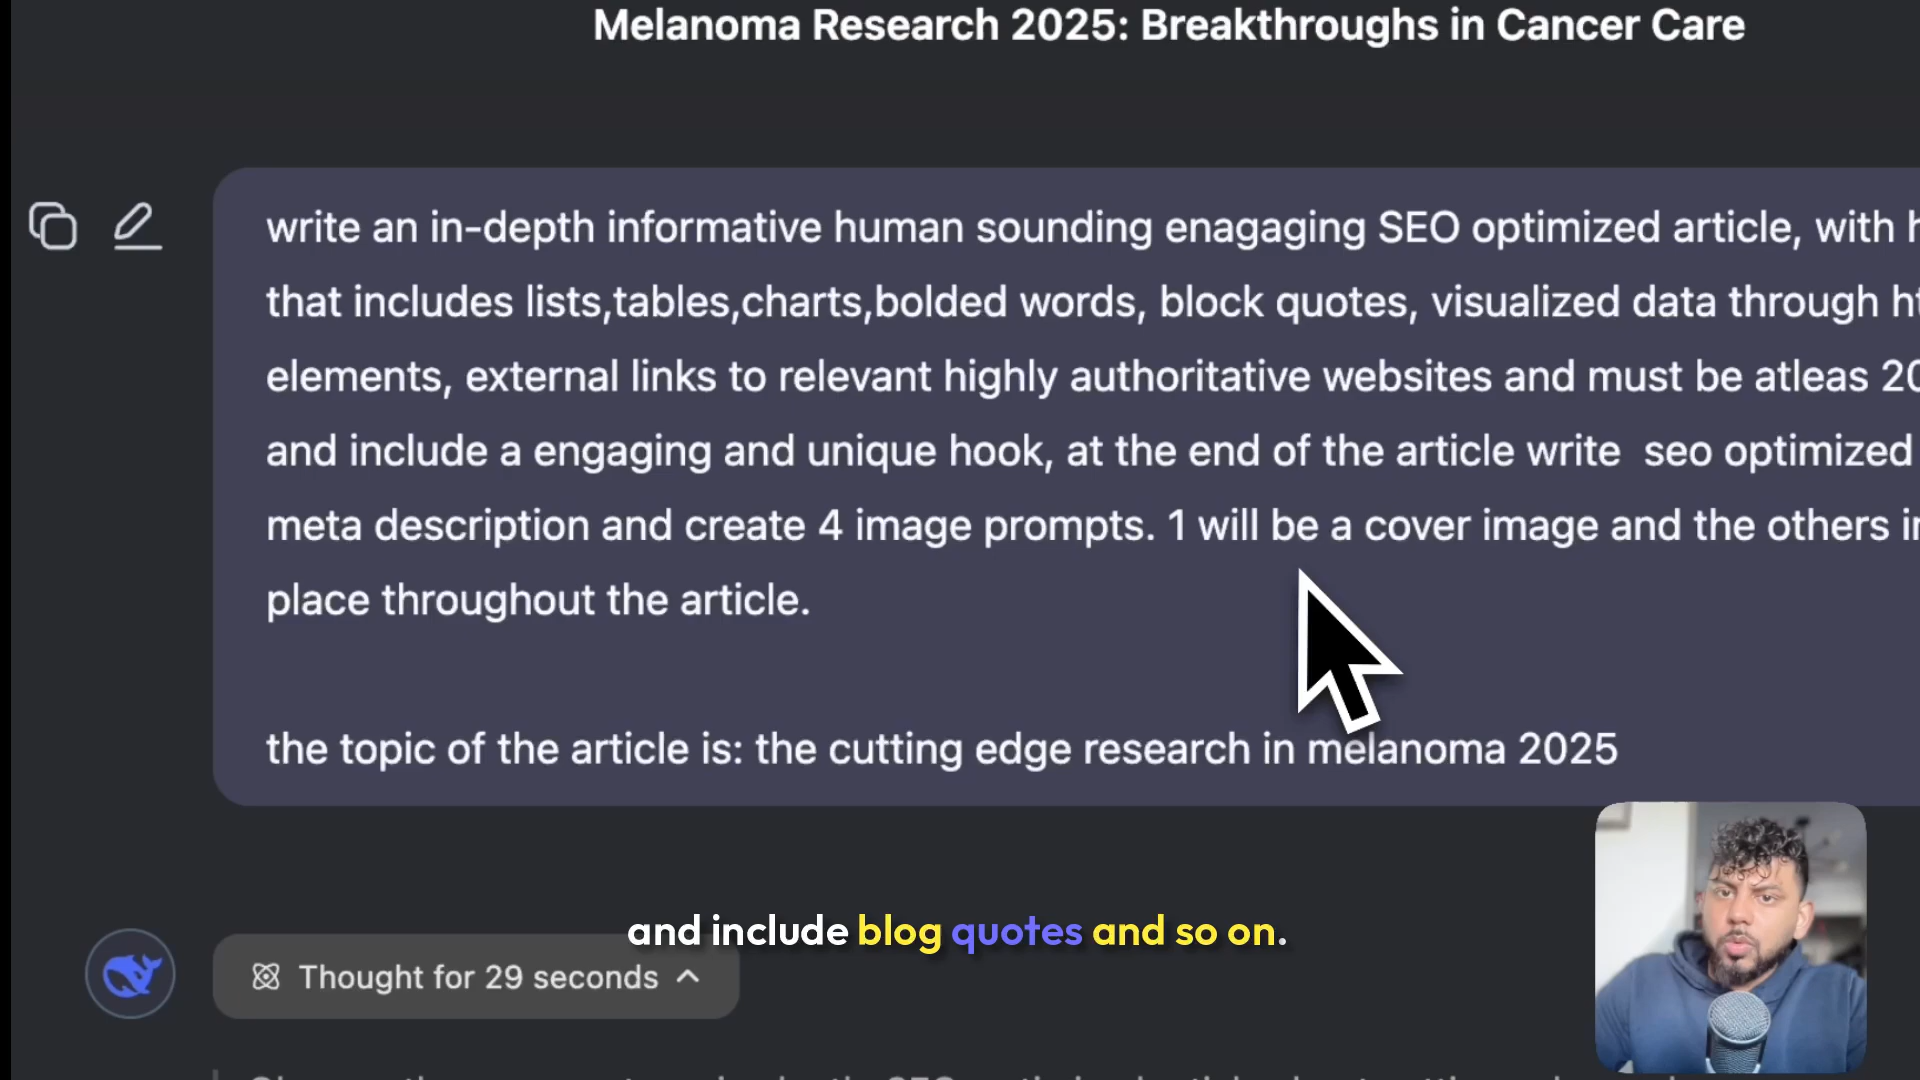 Melanoma Research 2025: Breakthroughs in Cancer Care
write an in-depth informative human sounding enagaging SEO optimized article, with
that includes lists,tables,charts,bolded words, block quotes, visualized data through
elements, external links to relevant highly authoritative websites and must be atleas
and include a engaging and unique hook, at the end of the article write seo optimized
meta description and create 4 image prompts. 1 will be a cover image and the others
place throughout the article.
the topic of the article is: the cutting edge research in melanoma 2025
and include blog quotes and so on.
Thought for 29 seconds